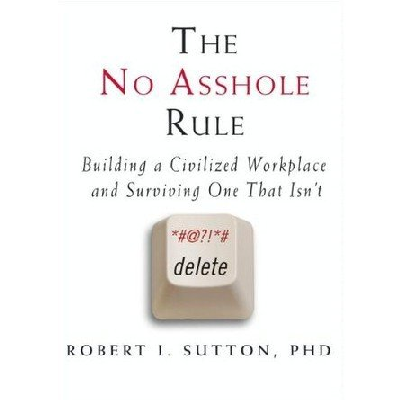 THE
NO ASSHOLE
RULE
Building a Civilized Workplace
and Surviving One That Isn't
*#@?!*#
delete
ROBERT I. SUTTON, PHD